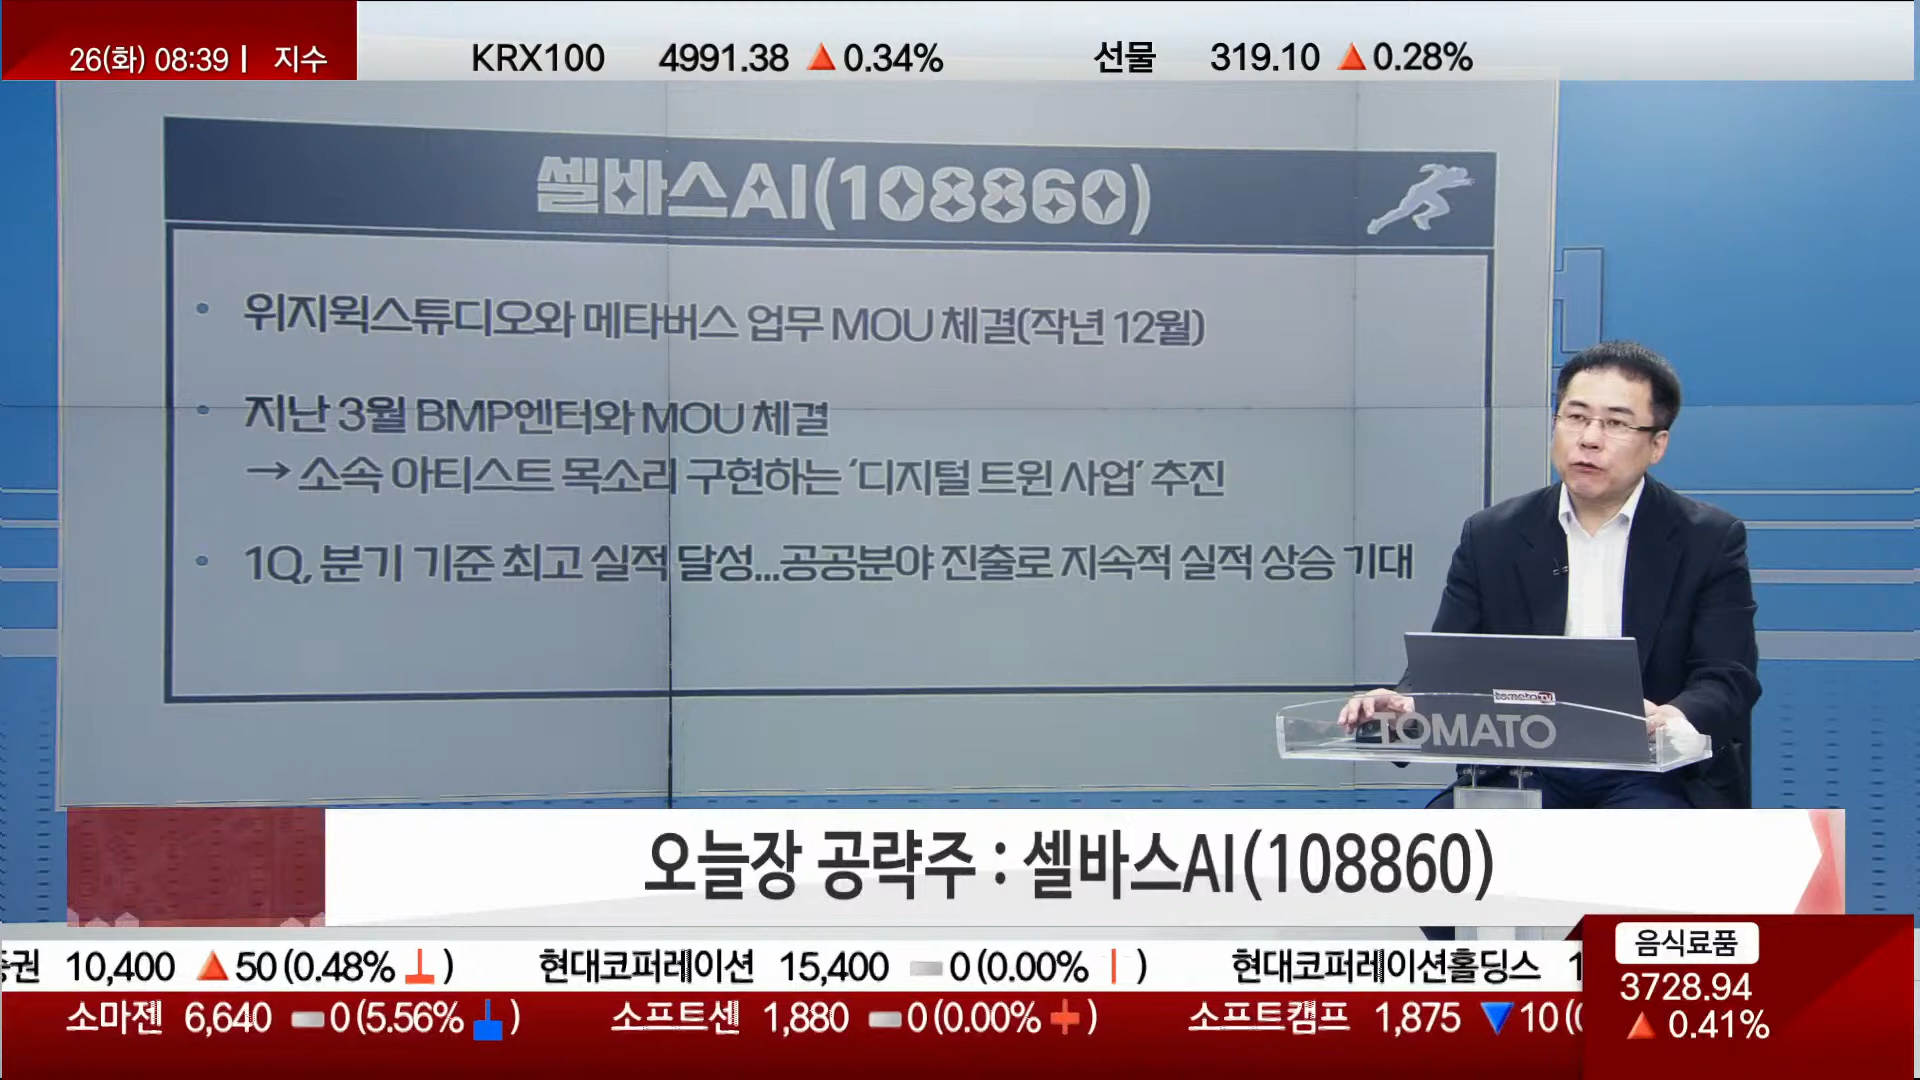 26(화) 08:39 | 지수
KRX100 4991.38 ▲ 0.34% 선물 319.10 ▲ 0.28%
셀바스AI(108860)
• 위지윅스튜디오와 메타버스 업무 MOU 체결(작년 12월)
• 지난 3월 BMP엔터와 MOU 체결
→ 소속 아티스트 목소리 구현하는 '디지털 트윈 사업' 추진
• 1Q, 분기 기준 최고 실적 달성...공공분야 진출로 지속적 실적 상승 기대
tomatoTV
TOMATO
오늘장 공략주 : 셀바스AI(108860)
권 10,400 ▲ 50 (0.48%) 현대코퍼레이션 15,400 0 (0.00%) 현대코퍼레이션홀딩스 1
소마젠 6,640 0 (5.56%) 소프트센 1,880 0 (0.00%) 소프트캠프 1,875 ▼ 10
음식료품
3728.94
▲ 0.41%